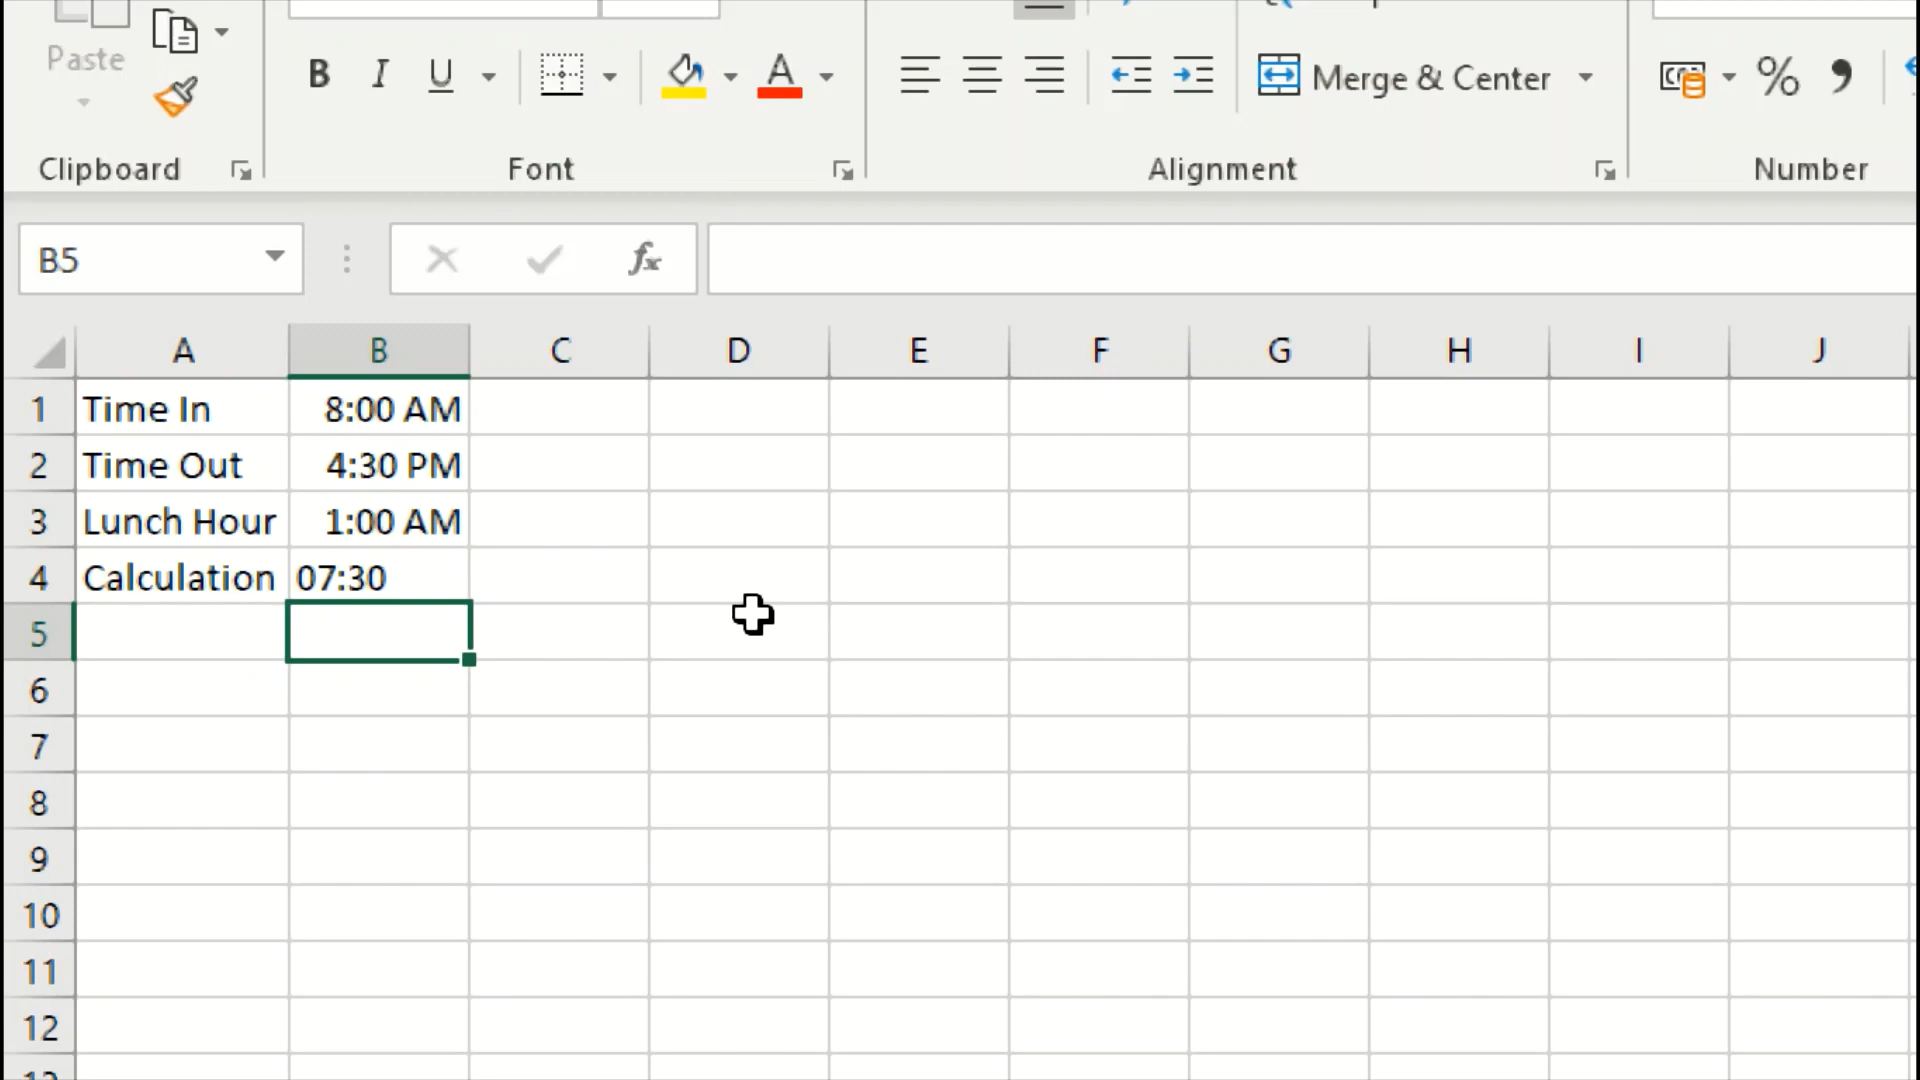 Paste
B I U A Merge & Center % ,
Clipboard Font Alignment Number
B5 fx
A B C D E F G H I J
1 Time In 8:00 AM
2 Time Out 4:30 PM
3 Lunch Hour 1:00 AM
4 Calculation 07:30
5
6
7
8
9
10
11
12